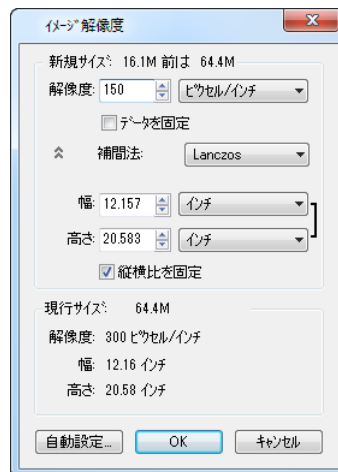 イメージ解像度
新規サイズ: 16.1M 前は 64.4M
解像度: 150 ピクセル/インチ
データを固定
補間法: Lanczos
幅: 12.157 インチ
高さ: 20.583 インチ
縦横比を固定
現行サイズ: 64.4M
解像度: 300 ピクセル/インチ
幅: 12.16 インチ
高さ: 20.58 インチ
自動設定... OK キャンセル